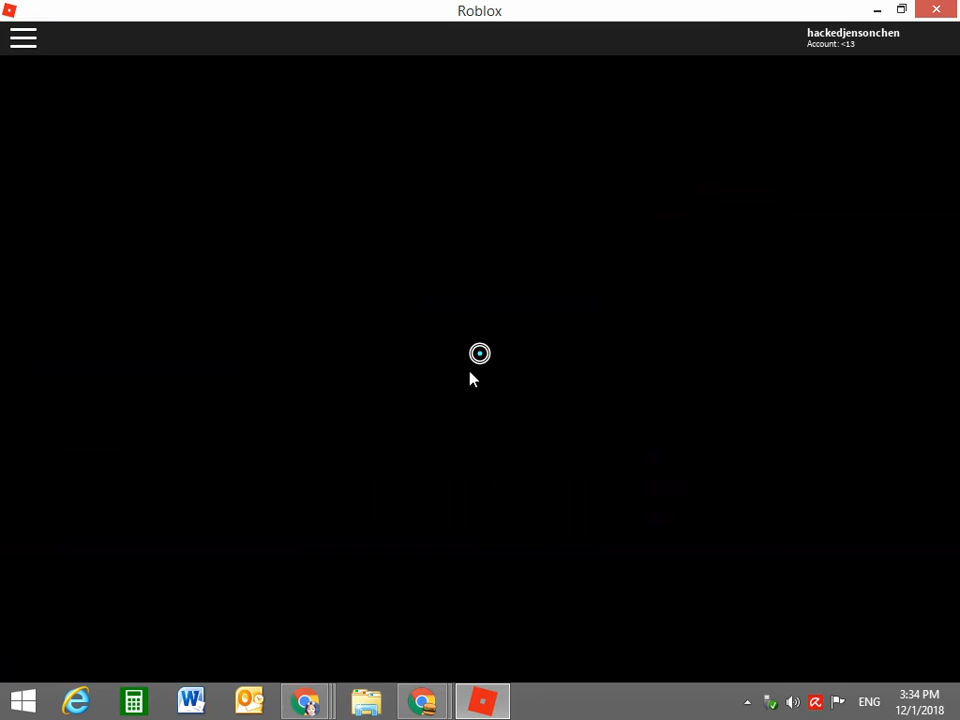 Roblox
hackedjensonchen
Account: <13
ENG
3:34 PM
12/1/2018